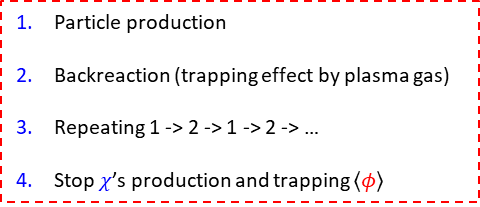 1. Particle production
2. Backreaction (trapping effect by plasma gas)
3. Repeating 1 -> 2 -> 1 -> 2 -> ...
4. Stop χ's production and trapping ⟨ϕ⟩